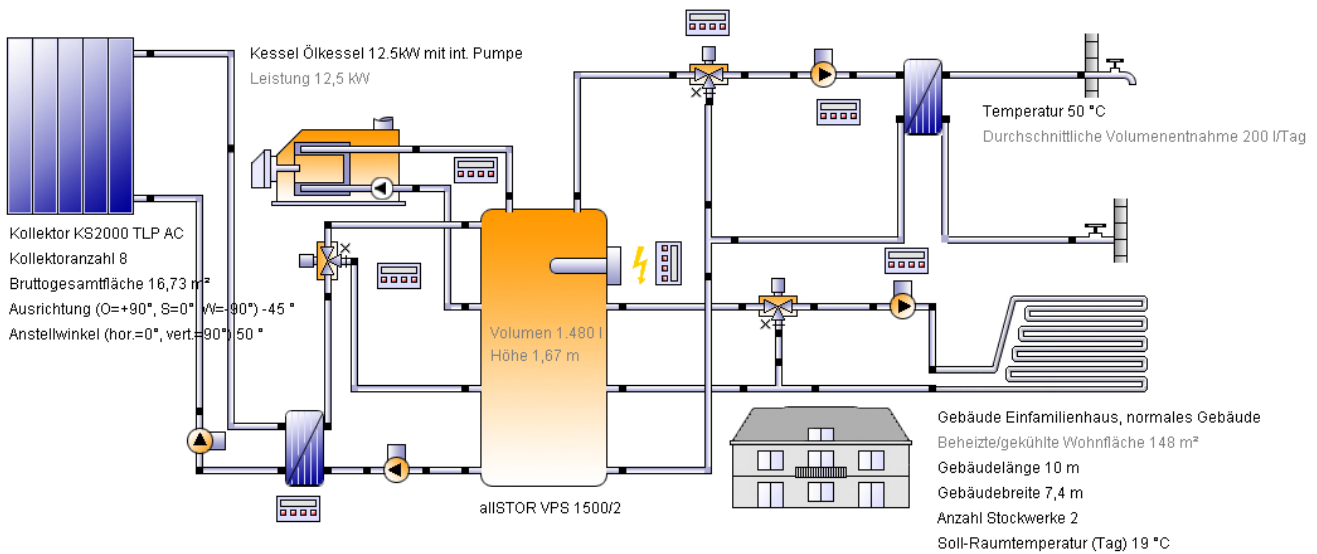 Kessel Ölkessel 12.5kW mit int. Pumpe
Leistung 12,5 kW
Temperatur 50 °C
Durchschnittliche Volumenentnahme 200 l/Tag
Kollektor KS2000 TLP AC
Kollektoranzahl 8
Bruttogesamtfläche 16,73 m²
Ausrichtung (O=+90°, S=0°, W=-90°) -45 °
Anstellwinkel (hor.=0°, vert.=90°) 50 °
Volumen 1.480 l
Höhe 1,67 m
allSTOR VPS 1500/2
Gebäude Einfamilienhaus, normales Gebäude
Beheizte/gekühlte Wohnfläche 148 m²
Gebäudelänge 10 m
Gebäudebreite 7,4 m
Anzahl Stockwerke 2
Soll-Raumtemperatur (Tag) 19 °C